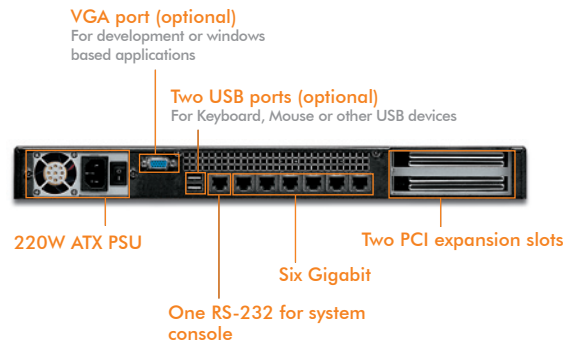 VGA port (optional)
For development or windows
based applications
Two USB ports (optional)
For Keyboard, Mouse or other USB devices
220W ATX PSU
Two PCI expansion slots
Six Gigabit
One RS-232 for system
console